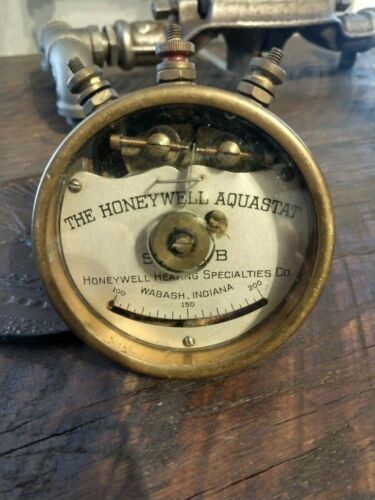 THE HONEYWELL AQUASTAT
B
HONEYWELL HEATING SPECIALTIES CO.
WABASH, INDIANA
100 150 200